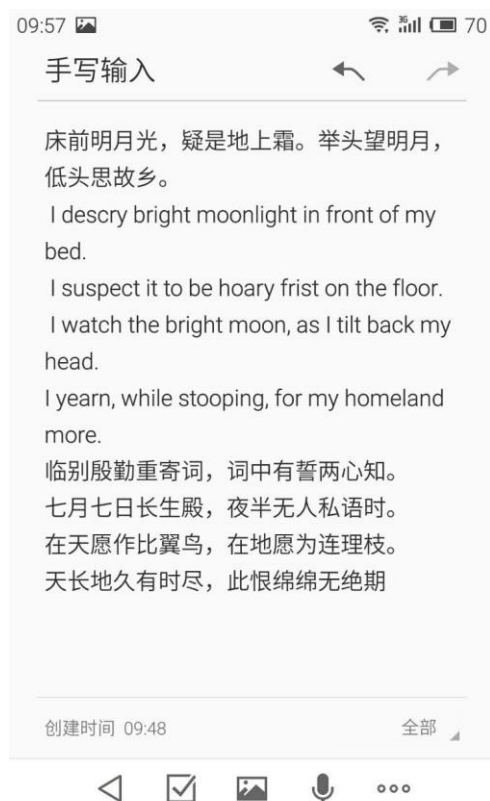 09:57 3G 70
手写输入
床前明月光，疑是地上霜。举头望明月，
低头思故乡。
I descry bright moonlight in front of my
bed.
I suspect it to be hoary frist on the floor.
I watch the bright moon, as I tilt back my
head.
I yearn, while stooping, for my homeland
more.
临别殷勤重寄词，词中有誓两心知。
七月七日长生殿，夜半无人私语时。
在天愿作比翼鸟，在地愿为连理枝。
天长地久有时尽，此恨绵绵无绝期
创建时间 09:48 全部